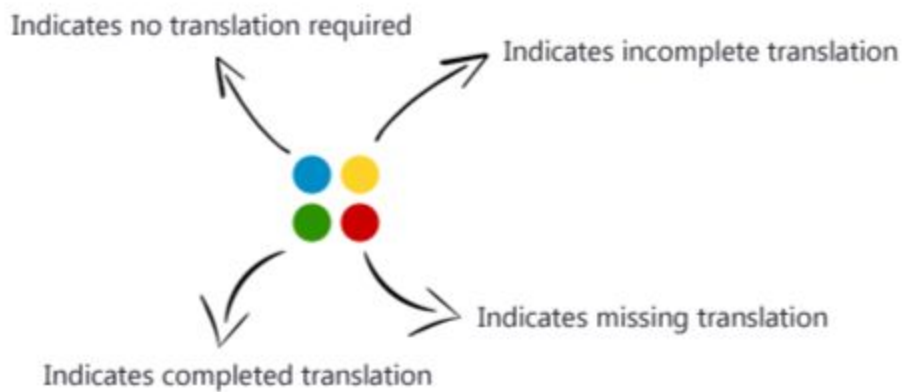 Indicates no translation required
Indicates incomplete translation
Indicates missing translation
Indicates completed translation